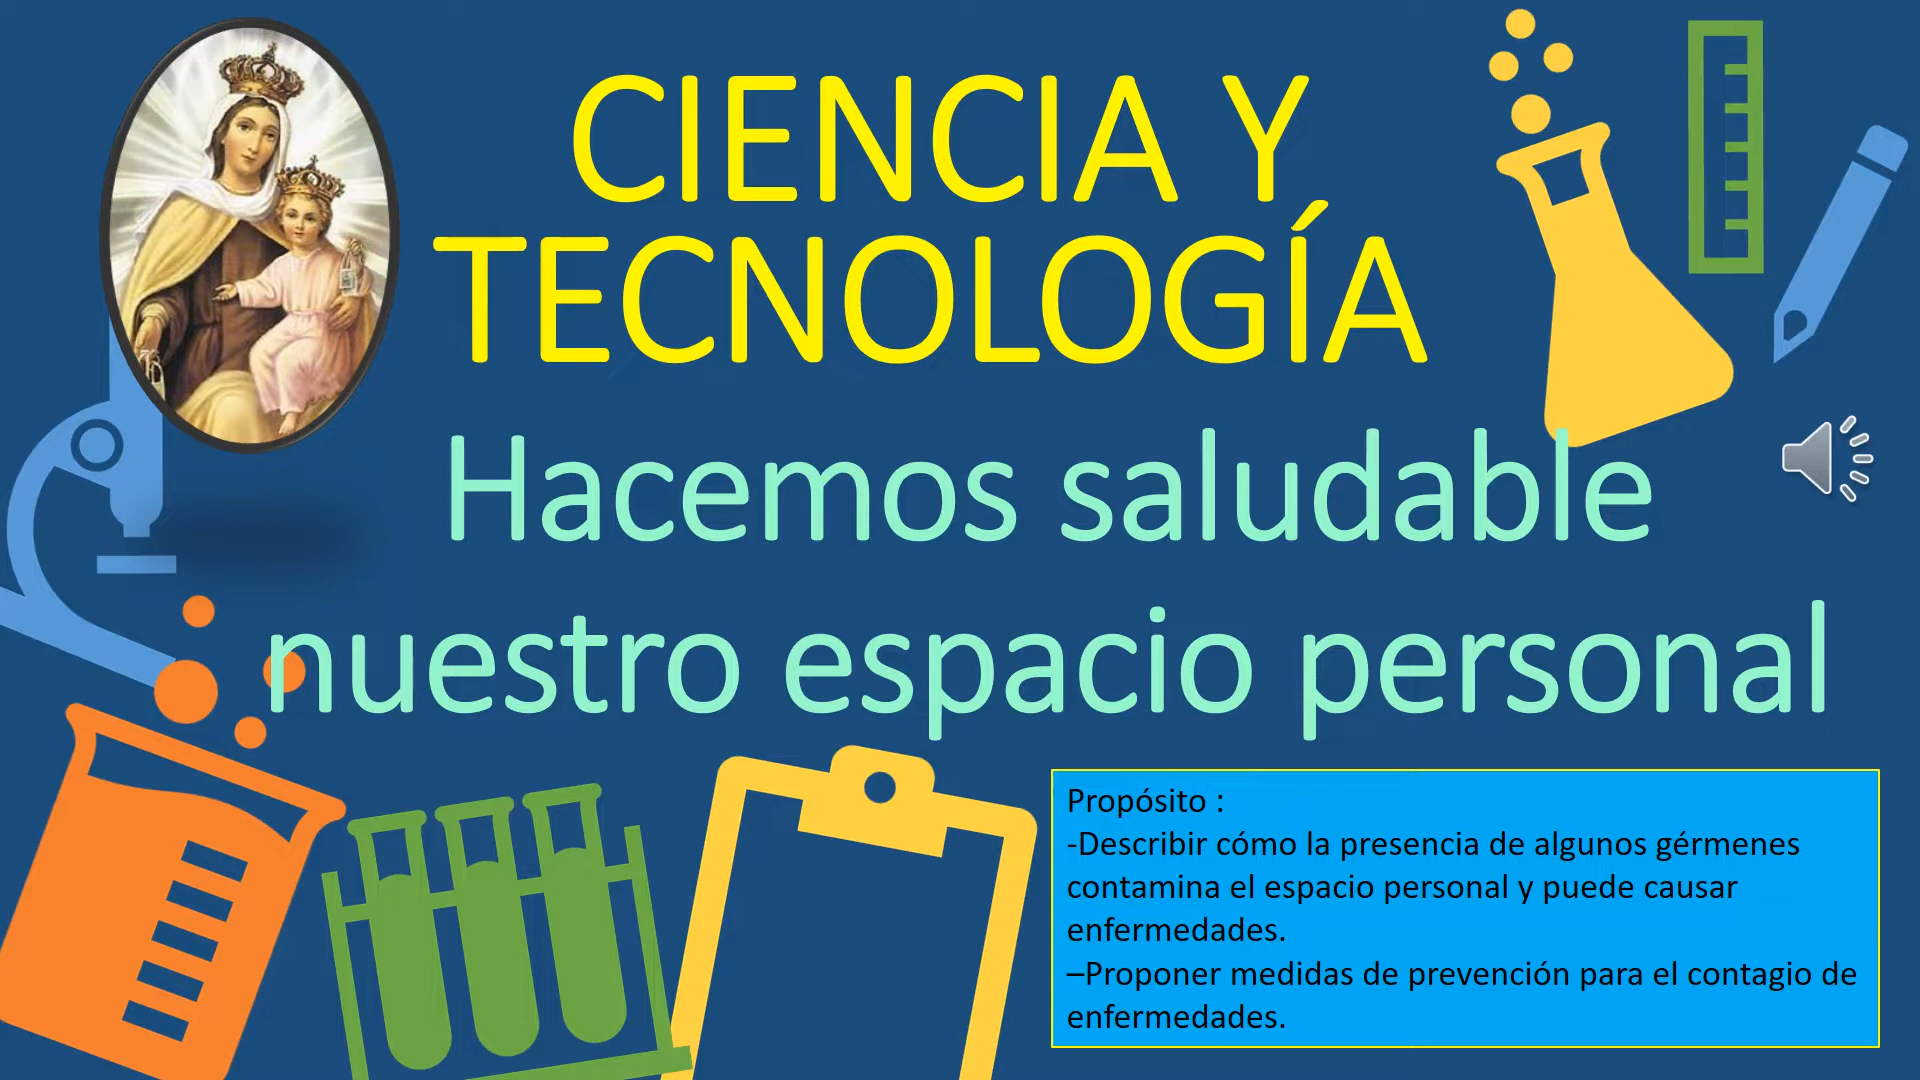 CIENCIA Y
TECNOLOGÍA
Hacemos saludable
nuestro espacio personal
Propósito :
-Describir cómo la presencia de algunos gérmenes
contamina el espacio personal y puede causar
enfermedades.
–Proponer medidas de prevención para el contagio de
enfermedades.